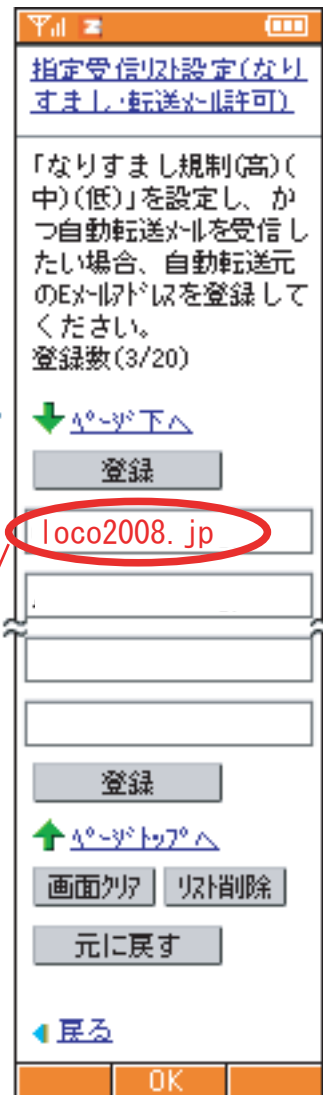 指定受信ﾘｽﾄ設定(なり
すまし･転送ﾒｰﾙ許可)
「なりすまし規制(高)(
中)(低)」を設定し、か
つ自動転送ﾒｰﾙを受信し
たい場合、自動転送元
のEﾒｰﾙｱﾄﾞﾚｽを登録して
ください。
登録数(3/20)
ﾍﾟｰｼﾞ下へ
登録
loco2008.jp
登録
ﾍﾟｰｼﾞﾄｯﾌﾟへ
画面ｸﾘｱ ﾘｽﾄ削除
元に戻す
戻る
OK